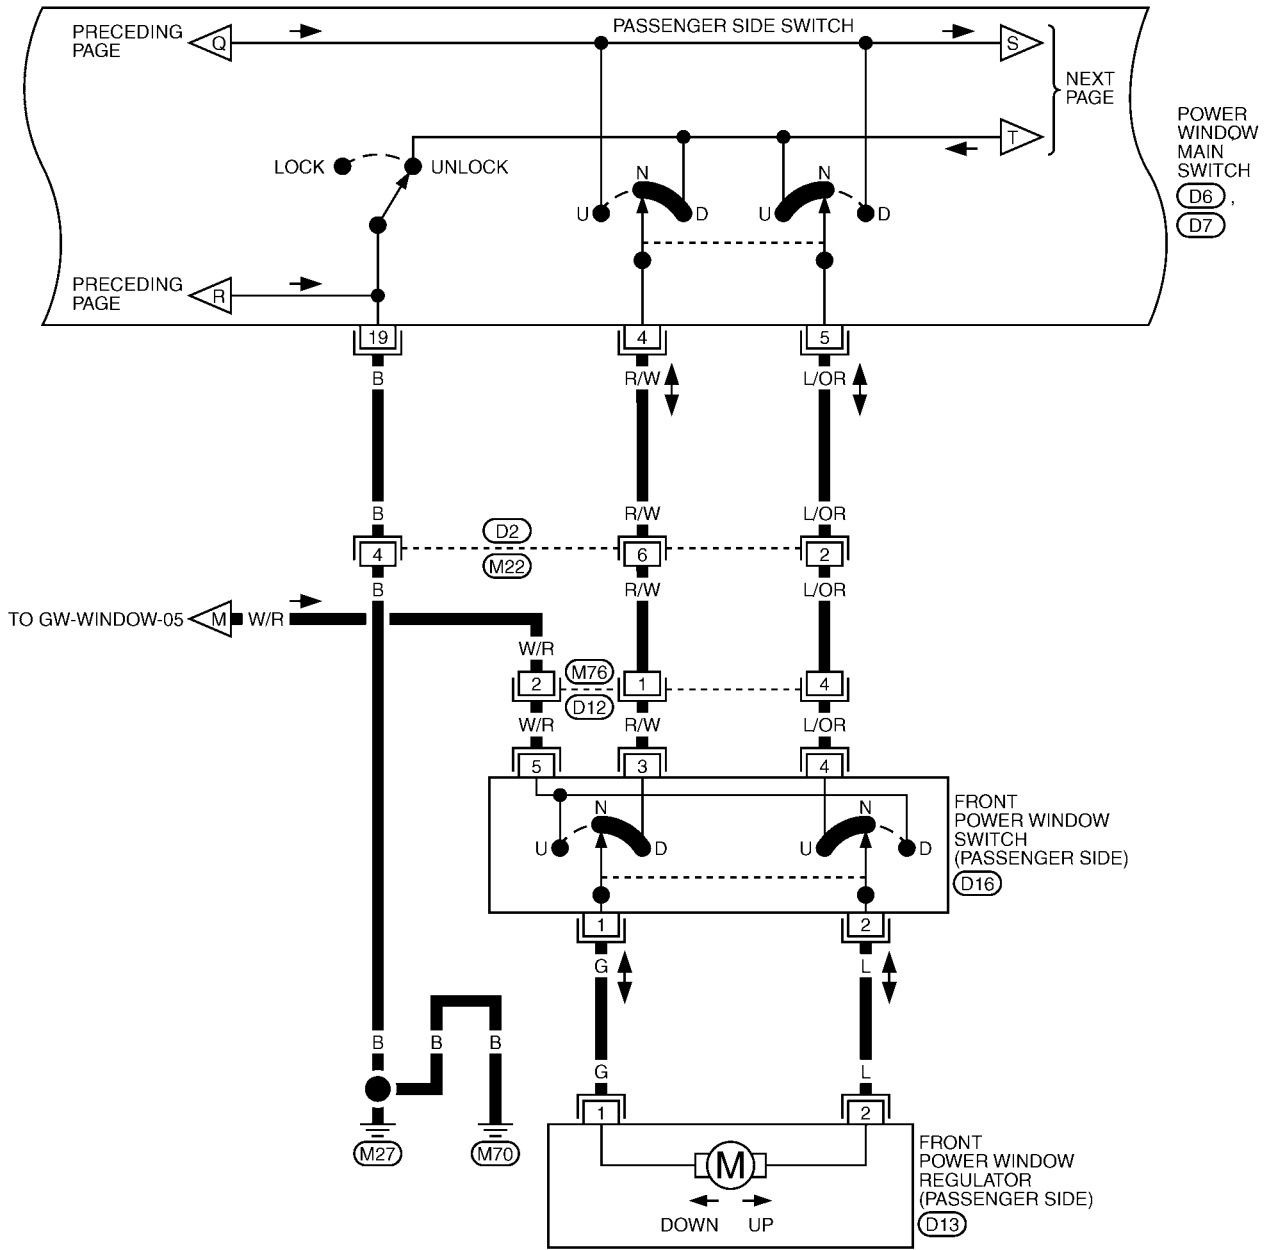 PRECEDING
PAGE
Q
PASSENGER SIDE SWITCH
S
NEXT
PAGE
T
POWER
WINDOW
MAIN
SWITCH
D6 ,
D7
LOCK
UNLOCK
N
U
D
N
U
D
PRECEDING
PAGE
R
19
4
5
B
R/W
L/OR
B
R/W
L/OR
D2
4
6
2
M22
B
R/W
L/OR
TO GW-WINDOW-05
M
W/R
W/R
M76
2
1
4
D12
W/R
R/W
L/OR
5
3
4
N
U
D
N
U
D
FRONT
POWER WINDOW
SWITCH
(PASSENGER SIDE)
D16
1
2
G
L
B
B
B
G
L
1
2
M27
M70
M
DOWN
UP
FRONT
POWER WINDOW
REGULATOR
(PASSENGER SIDE)
D13